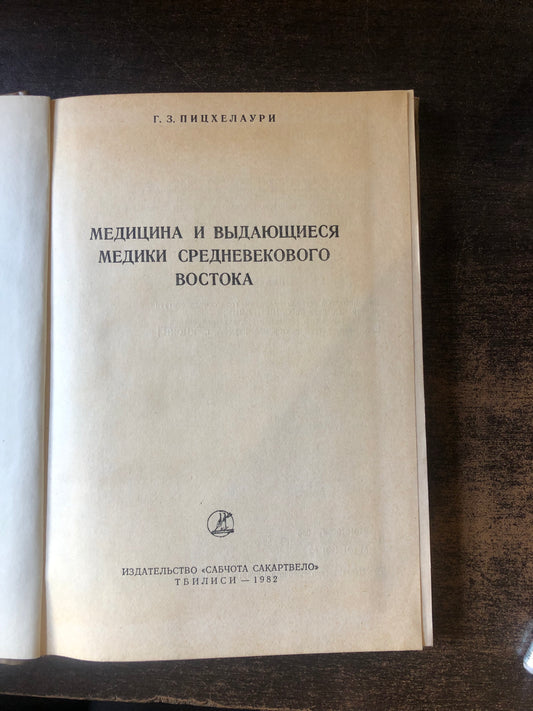 Г. З. ПИЦХЕЛАУРИ
МЕДИЦИНА И ВЫДАЮЩИЕСЯ
МЕДИКИ СРЕДНЕВЕКОВОГО
ВОСТОКА
ИЗДАТЕЛЬСТВО «САБЧОТА САКАРТВЕЛО»
ТБИЛИСИ — 1982